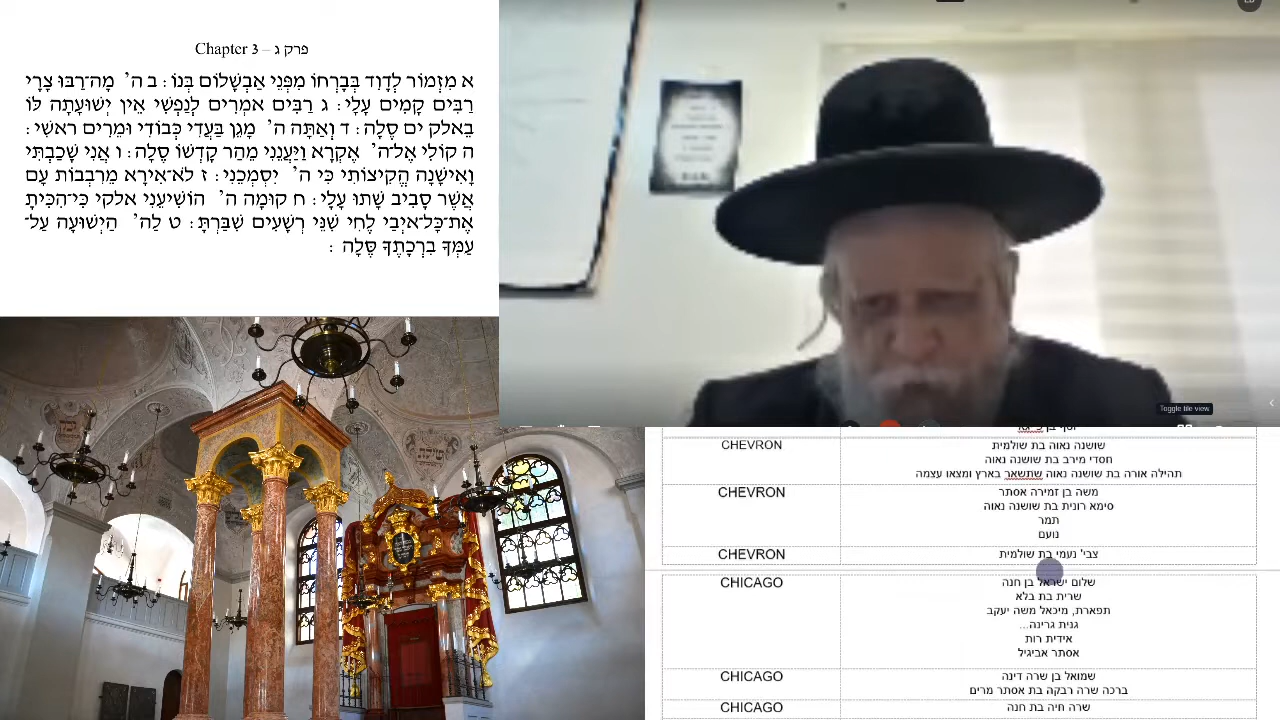 Chapter 3 – פרק ג
א מִזְמוֹר לְדָוִד בְּבָרְחוֹ מִפְּנֵי אַבְשָׁלוֹם בְּנוֹ : ב ה' מָה־רַבּוּ צָרָי
רַבִּים קָמִים עָלָי : ג רַבִּים אֹמְרִים לְנַפְשִׁי אֵין יְשׁוּעָתָה לּוֹ
בֵאלֹק ים סֶלָה : ד וְאַתָּה ה' מָגֵן בַּעֲדִי כְּבוֹדִי וּמֵרִים רֹאשִׁי :
ה קוֹלִי אֶל־ה' אֶקְרָא וַיַּעֲנֵנִי מֵהַר קָדְשׁוֹ סֶלָה : ו אֲנִי שָׁכַבְתִּי
וָאִישָׁנָה הֱקִיצוֹתִי כִּי ה' יִסְמְכֵנִי : ז לֹא־אִירָא מֵרִבְבוֹת עָם
אֲשֶׁר סָבִיב שָׁתוּ עָלָי : ח קוּמָה ה' הוֹשִׁיעֵנִי אֱלֹקַי כִּי־הִכִּיתָ
אֶת־כָּל־אֹיְבַי לֶחִי שִׁנֵּי רְשָׁעִים שִׁבַּרְתָּ : ט לַה' הַיְשׁוּעָה עַל־
עַמְּךָ בִרְכָתֶךָ סֶּלָה :
Toggle tile view
CHEVRON
שושנה נאוה בת שולמית
חסדי מירב בת שושנה נאוה
תהילה אורה בת שושנה נאוה שתשאר בארץ ומצאו עצמה
CHEVRON
משה בן זמירה אסתר
סימא רונית בת שושנה נאוה
תמר
נועם
CHEVRON
צבי' נעמי בת שולמית
CHICAGO
שלום ישראל בן חנה
שרית בת בלא
תפארת, מיכאל משה יעקב
גנית גרינה...
אידית רות
אסתר אביגיל
CHICAGO
שמואל בן שרה דינה
ברכה שרה רבקה בת אסתר מרים
CHICAGO
שרה חיה בת חנה